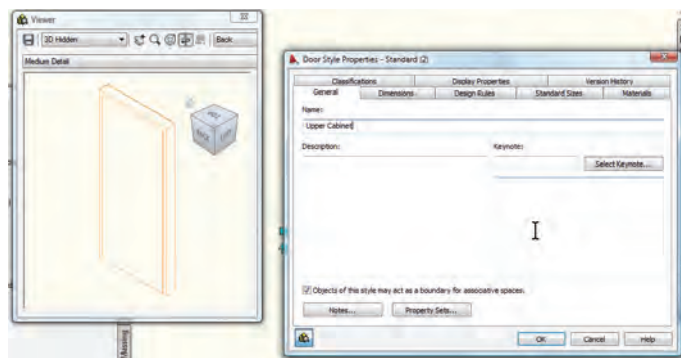 Viewer
3D Hidden
Back
Medium Detail
Door Style Properties - Standard (2)
Classifications
Display Properties
Version History
General
Dimensions
Design Rules
Standard Sizes
Materials
Name:
Upper Cabinet
Description:
Keynote:
Select Keynote...
Objects of this style may act as a boundary for associative spaces.
Notes...
Property Sets...
OK
Cancel
Help